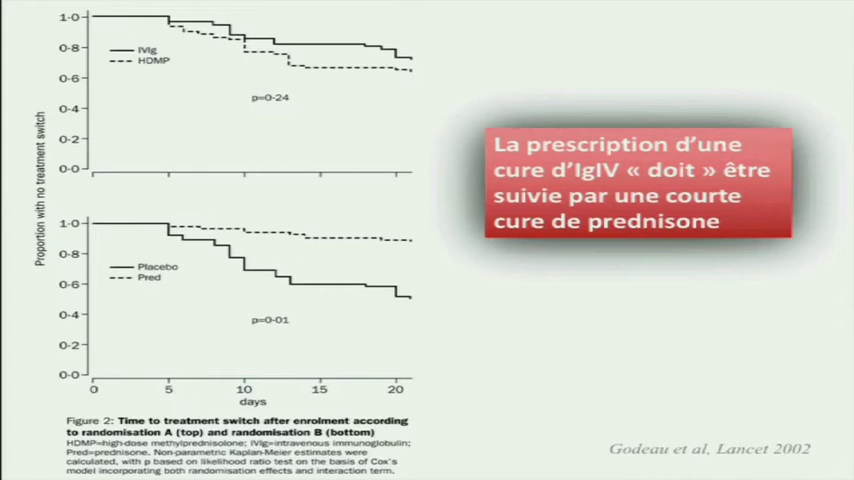 Proportion with no treatment switch
1·0
0·8
0·6
0·4
0·2
0·0
IVIg
HDMP
p=0·24
1·0
0·8
0·6
0·4
0·2
0·0
Placebo
Pred
p=0·01
0
5
10
15
20
days
Figure 2: Time to treatment switch after enrolment according
to randomisation A (top) and randomisation B (bottom)
HDMP=high-dose methylprednisolone; IVIg=intravenous immunoglobulin;
Pred=prednisone. Non-parametric Kaplan-Meier estimates were
calculated, with p based on likelihood ratio test on the basis of Cox's
model incorporating both randomisation effects and interaction term.
La prescription d'une
cure d'IgIV « doit » être
suivie par une courte
cure de prednisone
Godeau et al, Lancet 2002